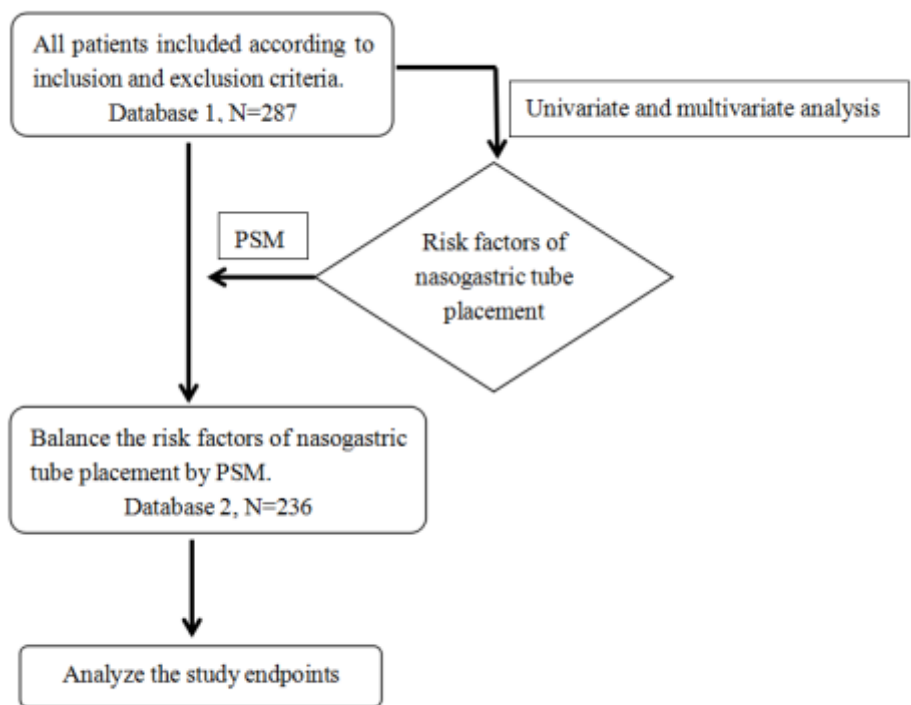 All patients included according to
inclusion and exclusion criteria.
Database 1, N=287
Univariate and multivariate analysis
PSM
Risk factors of
nasogastric tube
placement
Balance the risk factors of nasogastric
tube placement by PSM.
Database 2, N=236
Analyze the study endpoints